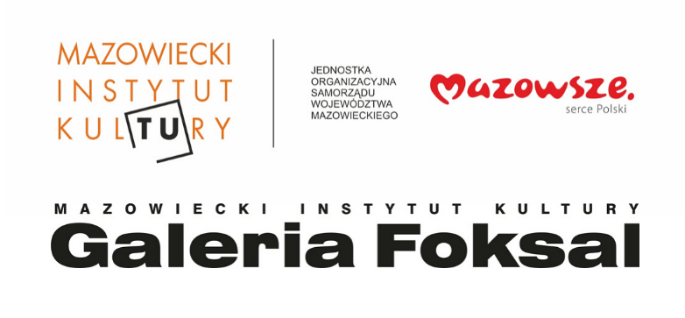 MAZOWIECKI
INSTYTUT
KULTURY
JEDNOSTKA
ORGANIZACYJNA
SAMORZĄDU
WOJEWÓDZTWA
MAZOWIECKIEGO
Mazowsze.
serce Polski
MAZOWIECKI INSTYTUT KULTURY
Galeria Foksal